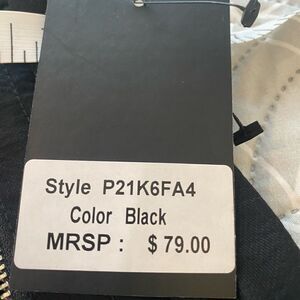 Style P21K6FA4
Color Black
MRSP : $ 79.00